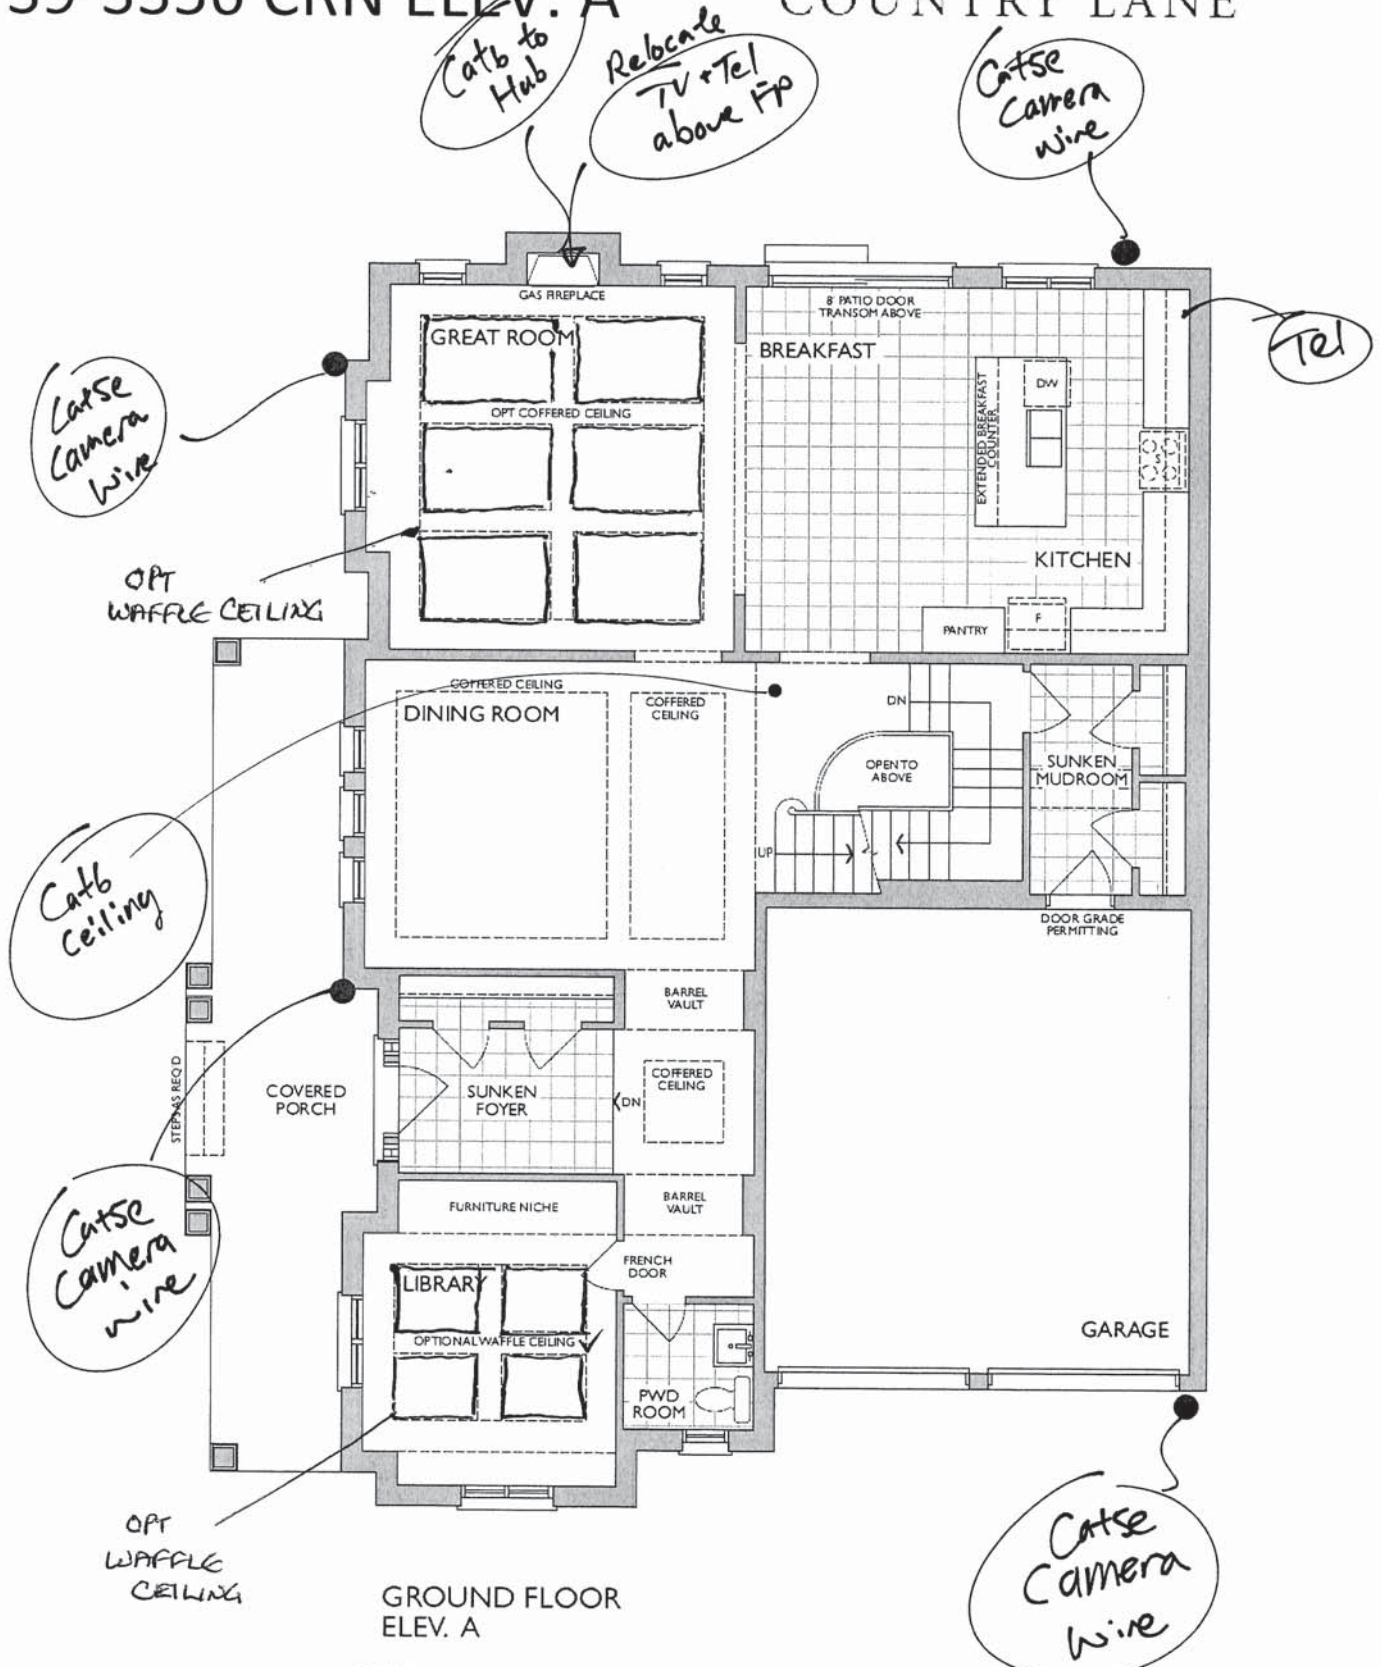 COUNTRY LANE
Cat6 to
Hub
Relocate
TV + Tel
above Fp
Cat5e
Camera
wire
GAS FIREPLACE
8' PATIO DOOR
TRANSOM ABOVE
GREAT ROOM
BREAKFAST
Tel
DW
Cat5e
Camera
wire
OPT COFFERED CEILING
EXTENDED BREAKFAST
COUNTER
S
KITCHEN
OPT
WAFFLE CEILING
PANTRY
F
COFFERED CEILING
DINING ROOM
COFFERED
CEILING
DN
OPEN TO
ABOVE
SUNKEN
MUDROOM
UP
Cat6
Ceiling
DOOR GRADE
PERMITTING
BARREL
VAULT
STEPS AS REQ'D
COVERED
PORCH
SUNKEN
FOYER
DN
COFFERED
CEILING
FURNITURE NICHE
BARREL
VAULT
Cat5e
Camera
wire
FRENCH
DOOR
LIBRARY
OPTIONAL WAFFLE CEILING
GARAGE
PWD
ROOM
OPT
WAFFLE
CEILING
Cat5e
Camera
wire
GROUND FLOOR
ELEV. A